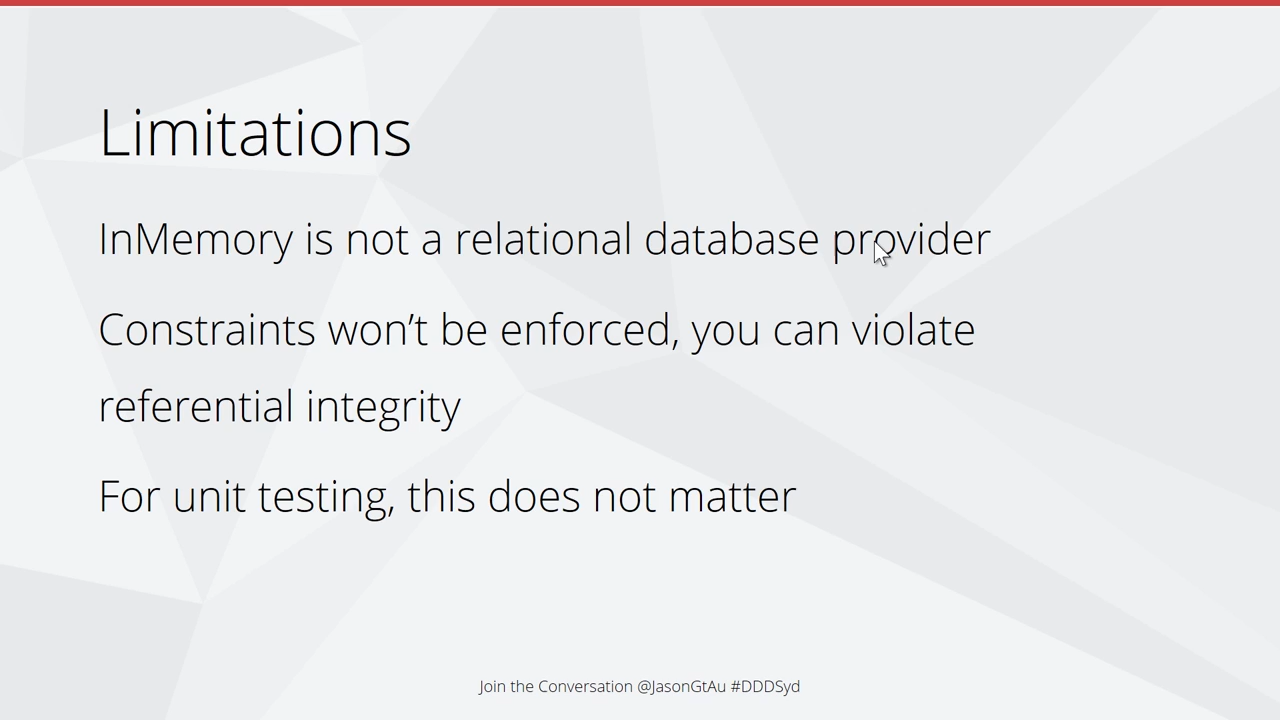 Limitations
InMemory is not a relational database provider
Constraints won’t be enforced, you can violate
referential integrity
For unit testing, this does not matter
Join the Conversation @JasonGtAu #DDDSyd